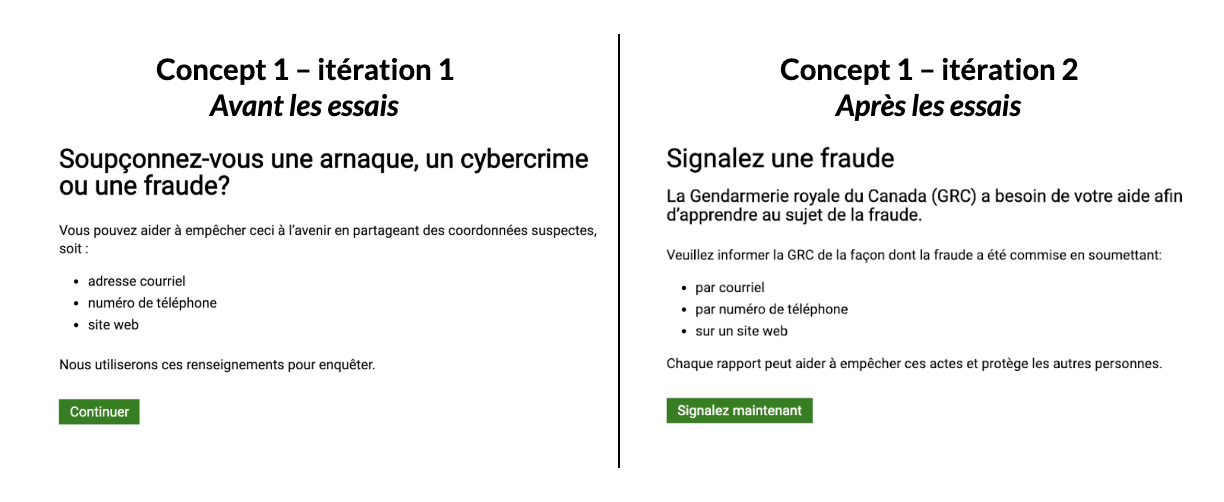 Concept 1 – itération 1
Avant les essais
Soupçonnez-vous une arnaque, un cybercrime
ou une fraude?
Vous pouvez aider à empêcher ceci à l'avenir en partageant des coordonnées suspectes,
soit :
• adresse courriel
• numéro de téléphone
• site web
Nous utiliserons ces renseignements pour enquêter.
Continuer
Concept 1 – itération 2
Après les essais
Signalez une fraude
La Gendarmerie royale du Canada (GRC) a besoin de votre aide afin
d'apprendre au sujet de la fraude.
Veuillez informer la GRC de la façon dont la fraude a été commise en soumettant:
• par courriel
• par numéro de téléphone
• sur un site web
Chaque rapport peut aider à empêcher ces actes et protège les autres personnes.
Signalez maintenant